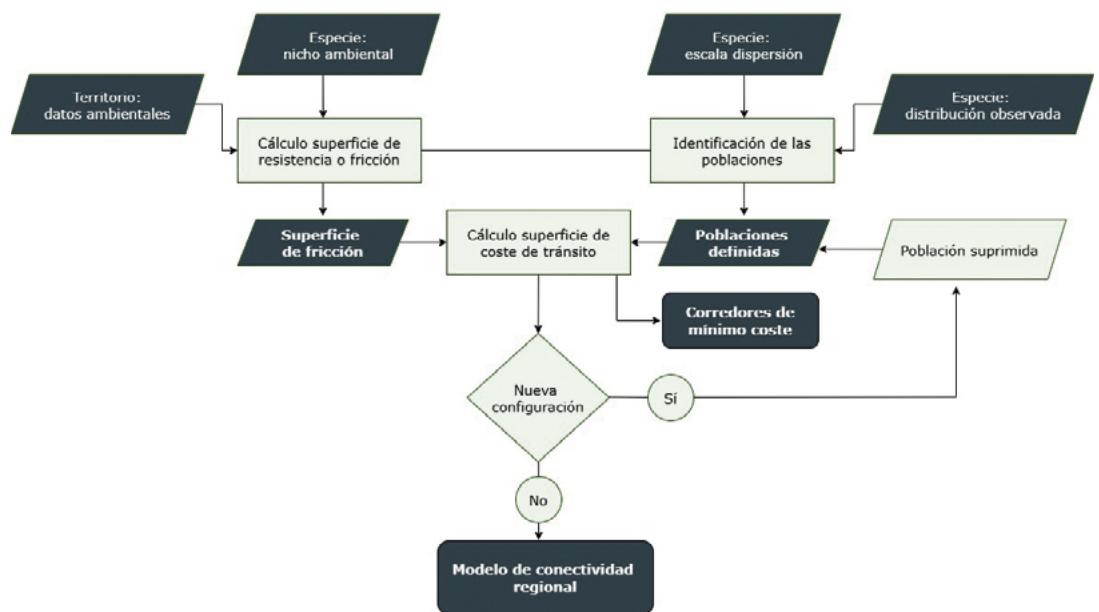 Especie:
nicho ambiental
Especie:
escala dispersión
Territorio:
datos ambientales
Especie:
distribución observada
Cálculo superficie de
resistencia o fricción
Identificación de las
poblaciones
Superficie
de fricción
Cálculo superficie de
coste de tránsito
Poblaciones
definidas
Población suprimida
Corredores de
mínimo coste
Nueva
configuración
Sí
No
Modelo de conectividad
regional